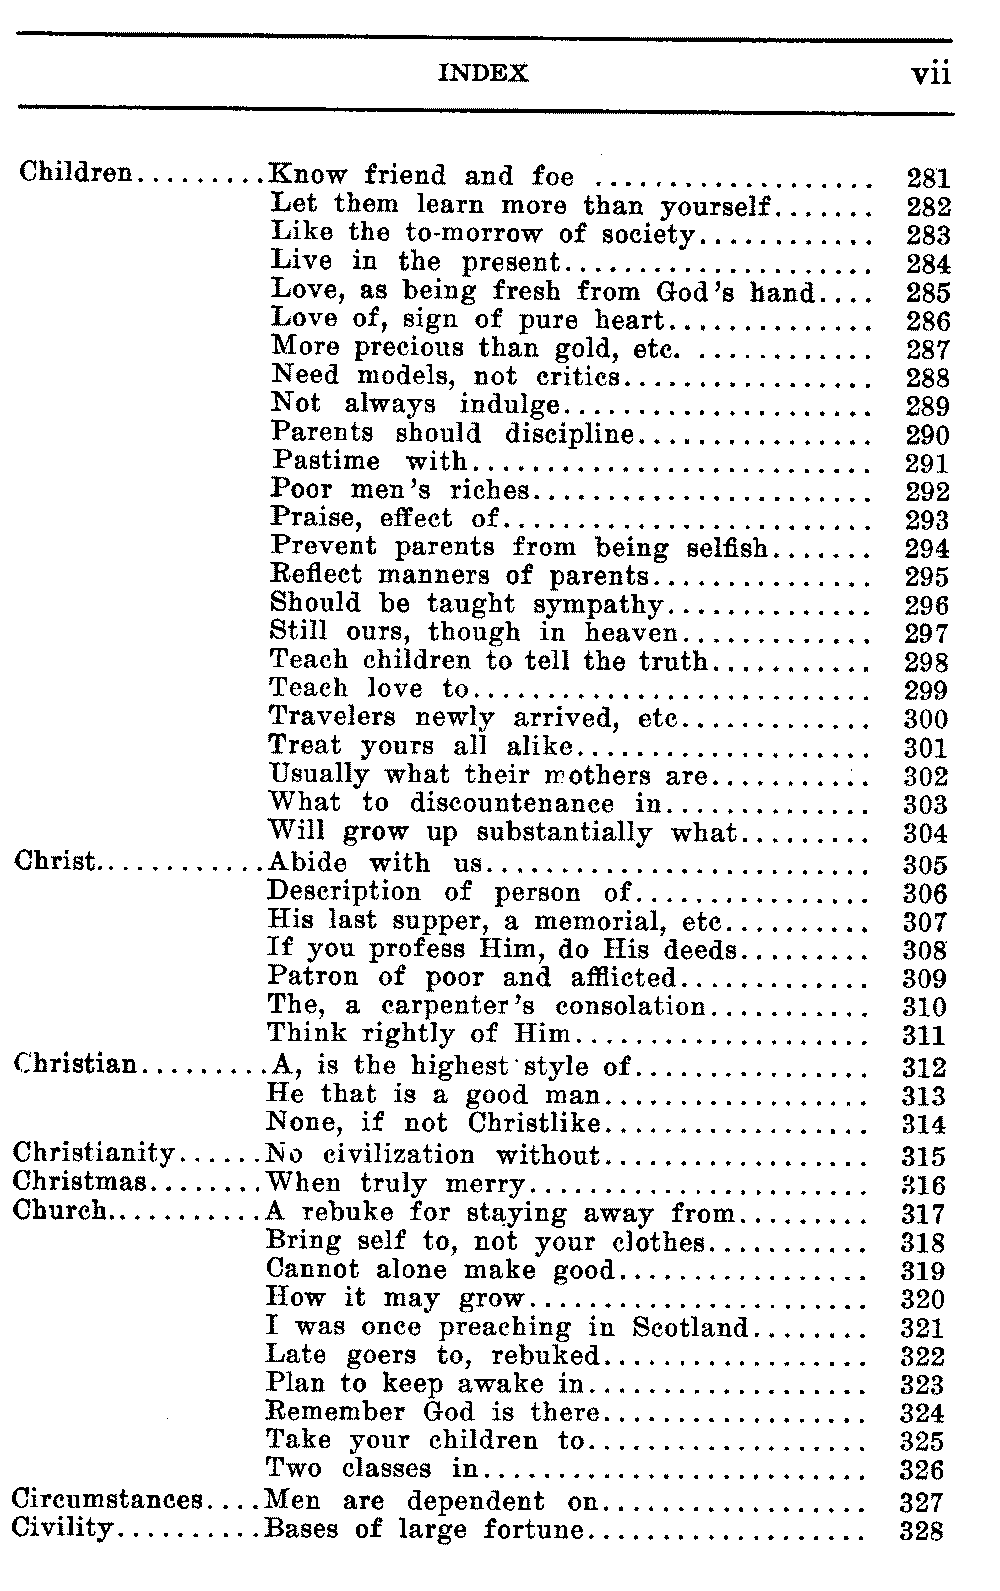 INDEX vii
Children.........Know friend and foe ................... 281
Let them learn more than yourself....... 282
Like the to-morrow of society............ 283
Live in the present..................... 284
Love, as being fresh from God's hand.... 285
Love of, sign of pure heart.............. 286
More precious than gold, etc. ............ 287
Need models, not critics................. 288
Not always indulge..................... 289
Parents should discipline................ 290
Pastime with........................... 291
Poor men's riches....................... 292
Praise, effect of......................... 293
Prevent parents from being selfish....... 294
Reflect manners of parents............... 295
Should be taught sympathy.............. 296
Still ours, though in heaven............. 297
Teach children to tell the truth........... 298
Teach love to........................... 299
Travelers newly arrived, etc............. 300
Treat yours all alike.................... 301
Usually what their mothers are........... 302
What to discountenance in.............. 303
Will grow up substantially what......... 304
Christ............Abide with us.......................... 305
Description of person of................ 306
His last supper, a memorial, etc.......... 307
If you profess Him, do His deeds......... 308
Patron of poor and afflicted............. 309
The, a carpenter's consolation........... 310
Think rightly of Him.................... 311
Christian.........A, is the highest style of................ 312
He that is a good man.................. 313
None, if not Christlike.................. 314
Christianity......No civilization without.................. 315
Christmas........When truly merry....................... 316
Church...........A rebuke for staying away from......... 317
Bring self to, not your clothes........... 318
Cannot alone make good................. 319
How it may grow....................... 320
I was once preaching in Scotland........ 321
Late goers to, rebuked.................. 322
Plan to keep awake in................... 323
Remember God is there.................. 324
Take your children to................... 325
Two classes in.......................... 326
Circumstances....Men are dependent on.................. 327
Civility..........Bases of large fortune................... 328